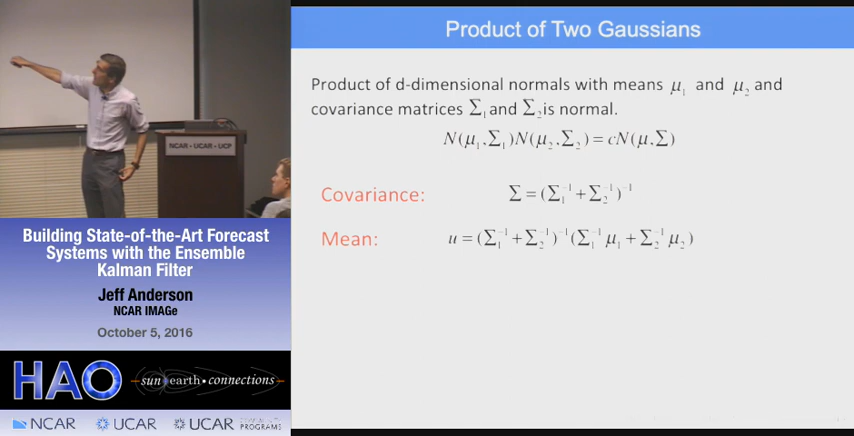 NCAR • UCAR • UCP
Building State-of-the-Art Forecast
Systems with the Ensemble
Kalman Filter
Jeff Anderson
NCAR IMAGe
October 5, 2016
HAO
sun • earth • connections
NCAR
UCAR
UCAR
PROGRAMS
Product of Two Gaussians
Product of d-dimensional normals with means μ₁ and μ₂ and
covariance matrices Σ₁ and Σ₂ is normal.
N(μ₁,Σ₁)N(μ₂,Σ₂) = cN(μ,Σ)
Covariance: Σ = (Σ₁⁻¹ + Σ₂⁻¹)⁻¹
Mean: u = (Σ₁⁻¹ + Σ₂⁻¹)⁻¹(Σ₁⁻¹μ₁ + Σ₂⁻¹μ₂)